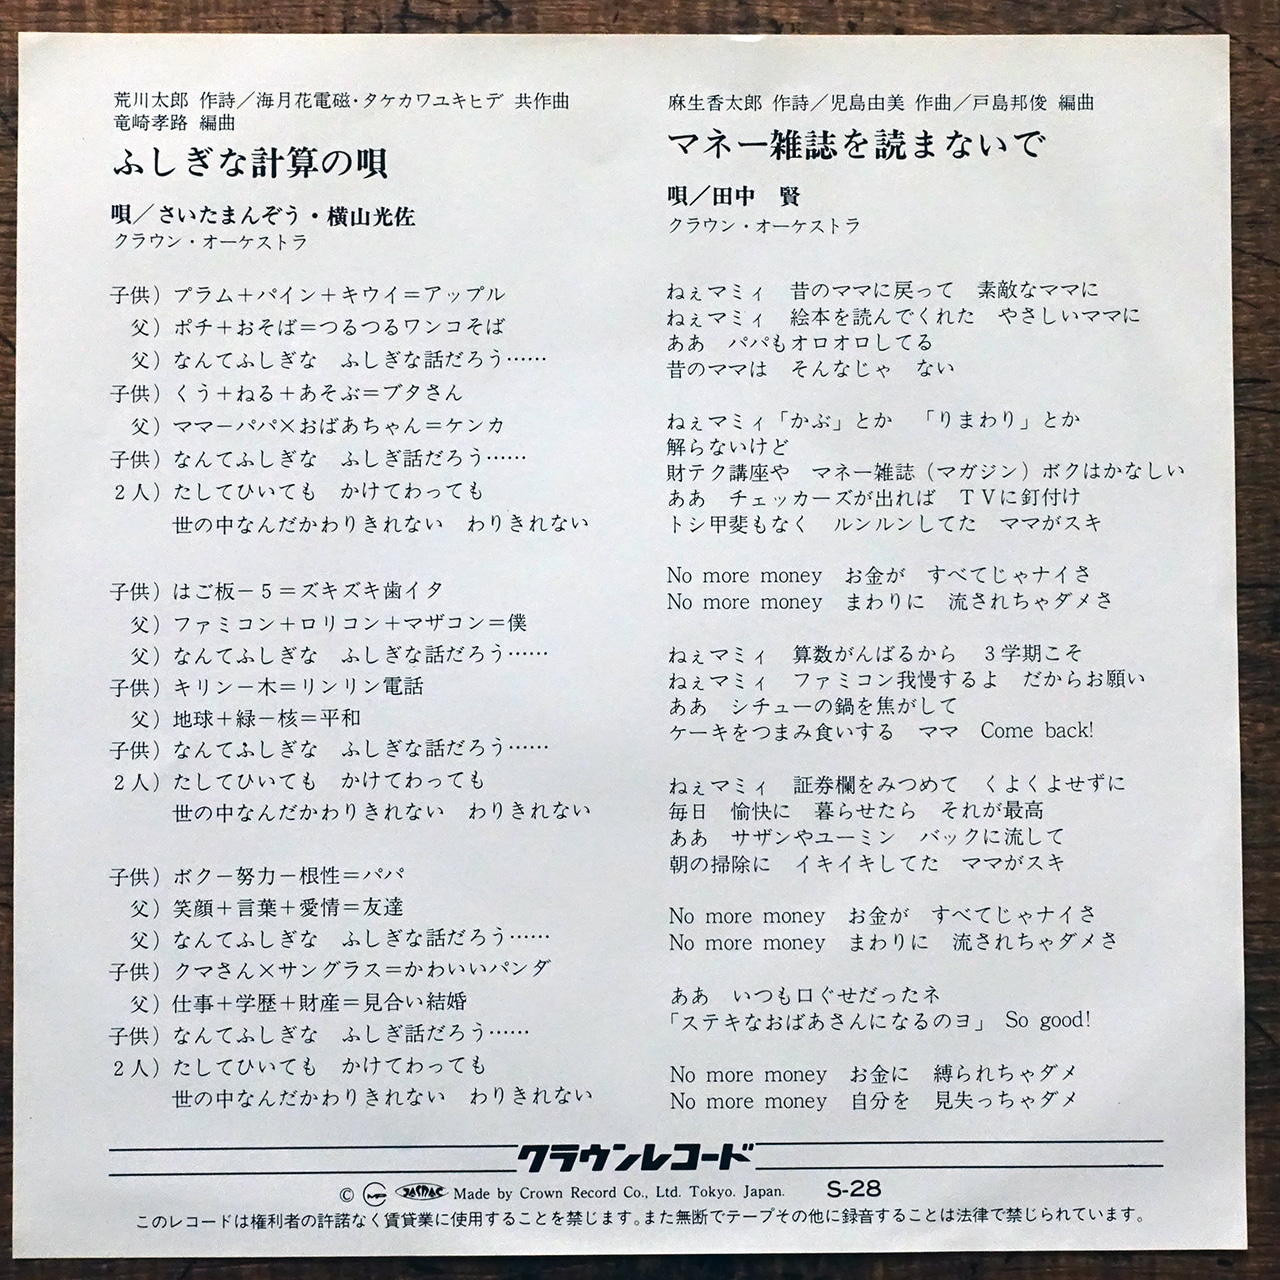 荒川太郎 作詩／海月花電磁・タケカワユキヒデ 共作曲
竜崎孝路 編曲
ふしぎな計算の唄
唄／さいたまんぞう・横山光佐
クラウン・オーケストラ
子供）プラム＋パイン＋キウイ＝アップル
父）ポチ＋おそば＝つるつるワンコそば
父）なんてふしぎな　ふしぎな話だろう……
子供）くう＋ねる＋あそぶ＝ブタさん
父）ママ－パパ×おばあちゃん＝ケンカ
子供）なんてふしぎな　ふしぎ話だろう……
２人）たしてひいても　かけてわっても
世の中なんだかわりきれない　わりきれない
子供）はご板－５＝ズキズキ歯イタ
父）ファミコン＋ロリコン＋マザコン＝僕
父）なんてふしぎな　ふしぎな話だろう……
子供）キリン－木＝リンリン電話
父）地球＋緑－核＝平和
子供）なんてふしぎな　ふしぎな話だろう……
２人）たしてひいても　かけてわっても
世の中なんだかわりきれない　わりきれない
子供）ボク－努力－根性＝パパ
父）笑顔＋言葉＋愛情＝友達
父）なんてふしぎな　ふしぎな話だろう……
子供）クマさん×サングラス＝かわいいパンダ
父）仕事＋学歴＋財産＝見合い結婚
子供）なんてふしぎな　ふしぎ話だろう……
２人）たしてひいても　かけてわっても
世の中なんだかわりきれない　わりきれない
麻生香太郎 作詩／児島由美 作曲／戸島邦俊 編曲
マネー雑誌を読まないで
唄／田中　賢
クラウン・オーケストラ
ねぇマミィ　昔のママに戻って　素敵なママに
ねぇマミィ　絵本を読んでくれた　やさしいママに
ああ　パパもオロオロしてる
昔のママは　そんなじゃ　ない
ねぇマミィ「かぶ」とか　「りまわり」とか
解らないけど
財テク講座や　マネー雑誌（マガジン）ボクはかなしい
ああ　チェッカーズが出れば　ＴＶに釘付け
トシ甲斐もなく　ルンルンしてた　ママがスキ
No more money　お金が　すべてじゃナイさ
No more money　まわりに　流されちゃダメさ
ねぇマミィ　算数がんばるから　３学期こそ
ねぇマミィ　ファミコン我慢するよ　だからお願い
ああ　シチューの鍋を焦がして
ケーキをつまみ食いする　ママ　Come back!
ねぇマミィ　証券欄をみつめて　くよくよせずに
毎日　愉快に　暮らせたら　それが最高
ああ　サザンやユーミン　バックに流して
朝の掃除に　イキイキしてた　ママがスキ
No more money　お金が　すべてじゃナイさ
No more money　まわりに　流されちゃダメさ
ああ　いつも口ぐせだったネ
「ステキなおばあさんになるのヨ」 So good!
No more money　お金に　縛られちゃダメ
No more money　自分を　見失っちゃダメ
クラウンレコード
© JASRAC Made by Crown Record Co., Ltd. Tokyo. Japan.　S-28
このレコードは権利者の許諾なく賃貸業に使用することを禁じます。また無断でテープその他に録音することは法律で禁じられています。